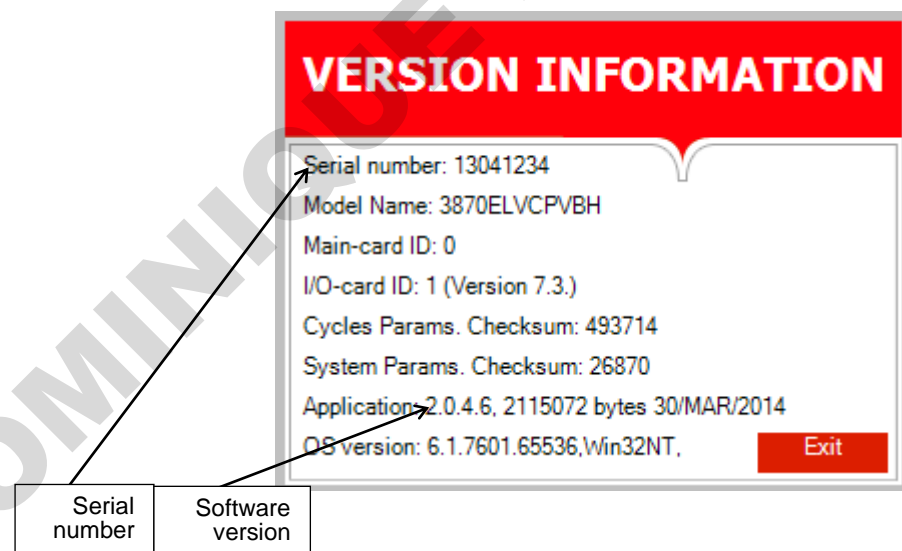 VERSION INFORMATION
Serial number: 13041234
Model Name: 3870ELVCPVBH
Main-card ID: 0
I/O-card ID: 1 (Version 7.3.)
Cycles Params. Checksum: 493714
System Params. Checksum: 26870
Application: 2.0.4.6, 2115072 bytes 30/MAR/2014
OS version: 6.1.7601.65536,Win32NT,
Exit
Serial
number
Software
version
OMINIQUE